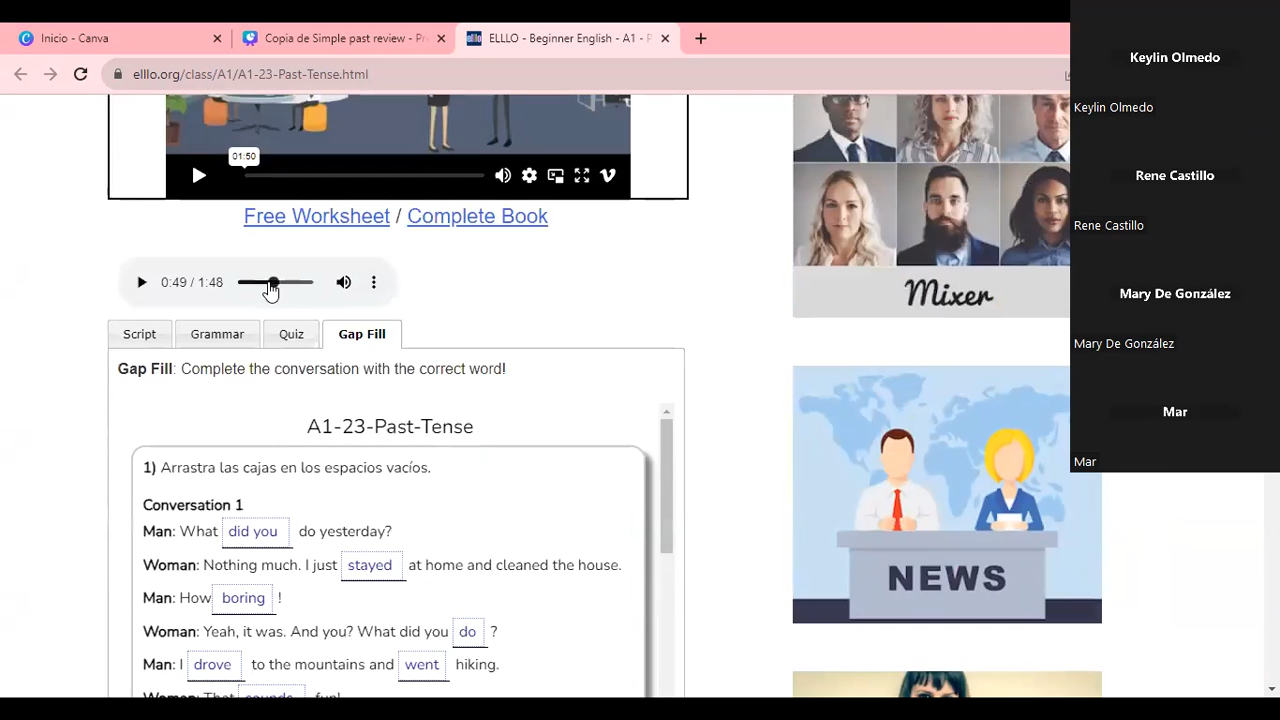 Inicio - Canva
Copia de Simple past review - Pr
ELLLO - Beginner English - A1 - P
elllo.org/class/A1/A1-23-Past-Tense.html
01:50
Free Worksheet / Complete Book
0:49 / 1:48
Script
Grammar
Quiz
Gap Fill
Gap Fill: Complete the conversation with the correct word!
A1-23-Past-Tense
1) Arrastra las cajas en los espacios vacíos.
Conversation 1
Man: What did you do yesterday?
Woman: Nothing much. I just stayed at home and cleaned the house.
Man: How boring !
Woman: Yeah, it was. And you? What did you do ?
Man: I drove to the mountains and went hiking.
Woman: That sounds fun!
Mixer
NEWS
Keylin Olmedo
Keylin Olmedo
Rene Castillo
Rene Castillo
Mary De González
Mary De González
Mar
Mar